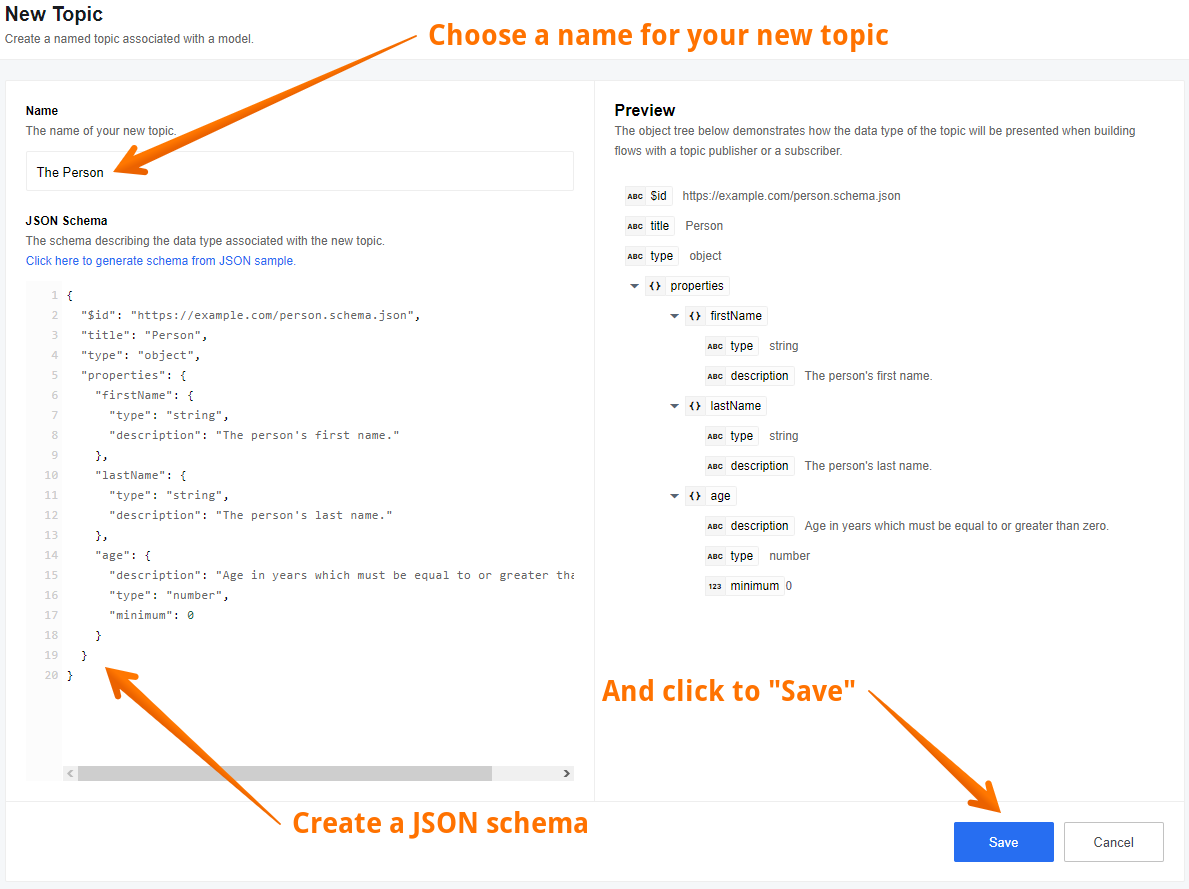 New Topic
Create a named topic associated with a model.
Choose a name for your new topic
Name
The name of your new topic.
The Person
JSON Schema
The schema describing the data type associated with the new topic.
Click here to generate schema from JSON sample.
1 {
2 "$id": "https://example.com/person.schema.json",
3 "title": "Person",
4 "type": "object",
5 "properties": {
6 "firstName": {
7 "type": "string",
8 "description": "The person's first name."
9 },
10 "lastName": {
11 "type": "string",
12 "description": "The person's last name."
13 },
14 "age": {
15 "description": "Age in years which must be equal to or greater tha
16 "type": "number",
17 "minimum": 0
18 }
19 }
20 }
Create a JSON schema
Preview
The object tree below demonstrates how the data type of the topic will be presented when building
flows with a topic publisher or a subscriber.
ABC $id https://example.com/person.schema.json
ABC title Person
ABC type object
{} properties
{} firstName
ABC type string
ABC description The person's first name.
{} lastName
ABC type string
ABC description The person's last name.
{} age
ABC description Age in years which must be equal to or greater than zero.
ABC type number
123 minimum 0
And click to "Save"
Save Cancel